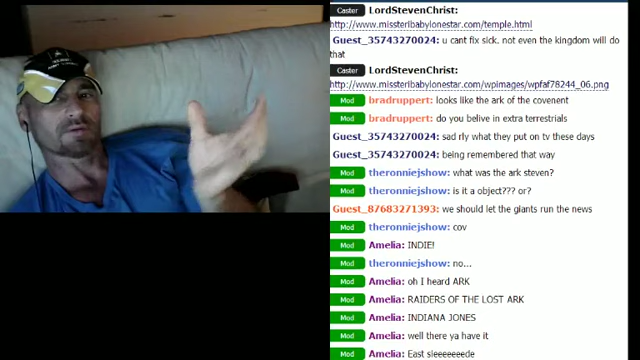 Caster LordStevenChrist:
http://www.missteribabylonestar.com/temple.html
Guest_35743270024: u cant fix sick. not even the kingdom will do
that
Caster LordStevenChrist:
http://www.missteribabylonestar.com/wpimages/wpfaf78244_06.png
Mod bradruppert: looks like the ark of the covenent
Mod bradruppert: do you belive in extra terrestrials
Guest_35743270024: sad rly what they put on tv these days
Guest_35743270024: being remembered that way
Mod theronniejshow: what was the ark steven?
Mod theronniejshow: is it a object??? or?
Guest_87683271393: we should let the giants run the news
Mod theronniejshow: cov
Mod Amelia: INDIE!
Mod theronniejshow: no...
Mod Amelia: oh I heard ARK
Mod Amelia: RAIDERS OF THE LOST ARK
Mod Amelia: INDIANA JONES
Mod Amelia: well there ya have it
Mod Amelia: East sieeeeeede